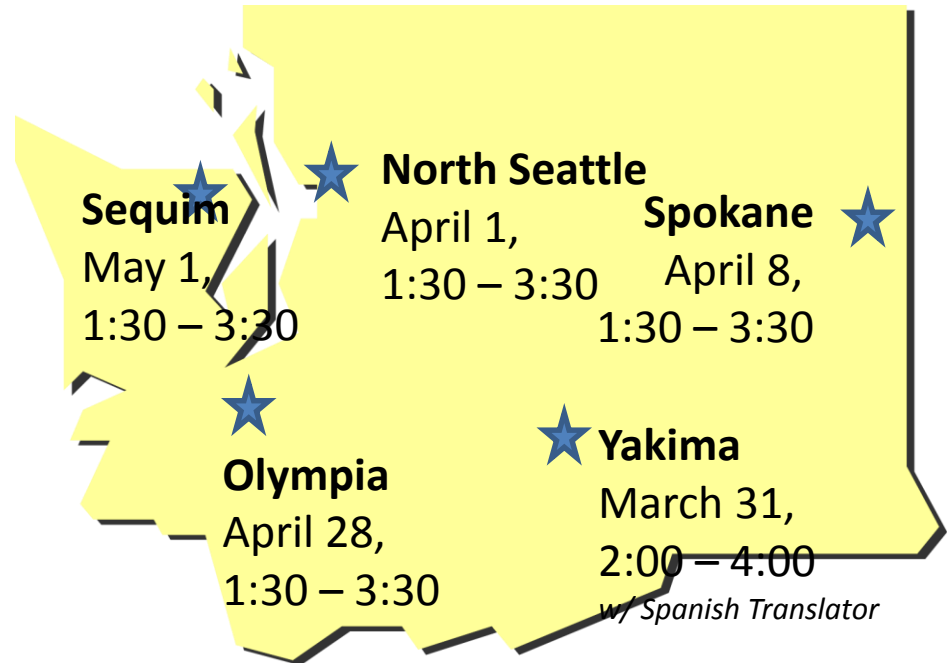 North Seattle
April 1,
1:30 – 3:30
Sequim
May 1,
1:30 – 3:30
Spokane
April 8,
1:30 – 3:30
Olympia
April 28,
1:30 – 3:30
Yakima
March 31,
2:00 – 4:00
w/ Spanish Translator